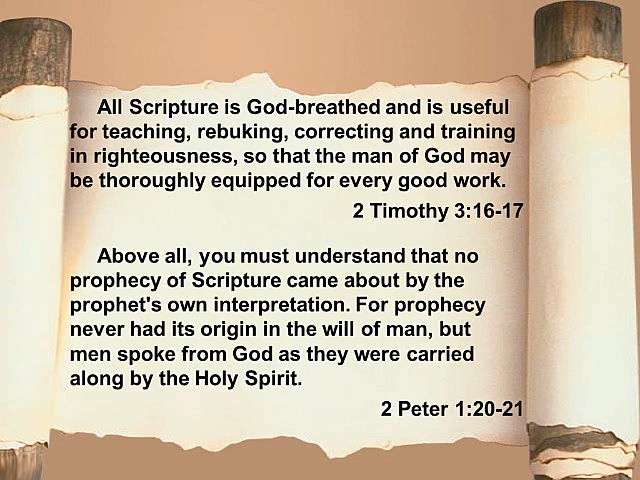 All Scripture is God-breathed and is useful
for teaching, rebuking, correcting and training
in righteousness, so that the man of God may
be thoroughly equipped for every good work.
2 Timothy 3:16-17
Above all, you must understand that no
prophecy of Scripture came about by the
prophet's own interpretation. For prophecy
never had its origin in the will of man, but
men spoke from God as they were carried
along by the Holy Spirit.
2 Peter 1:20-21